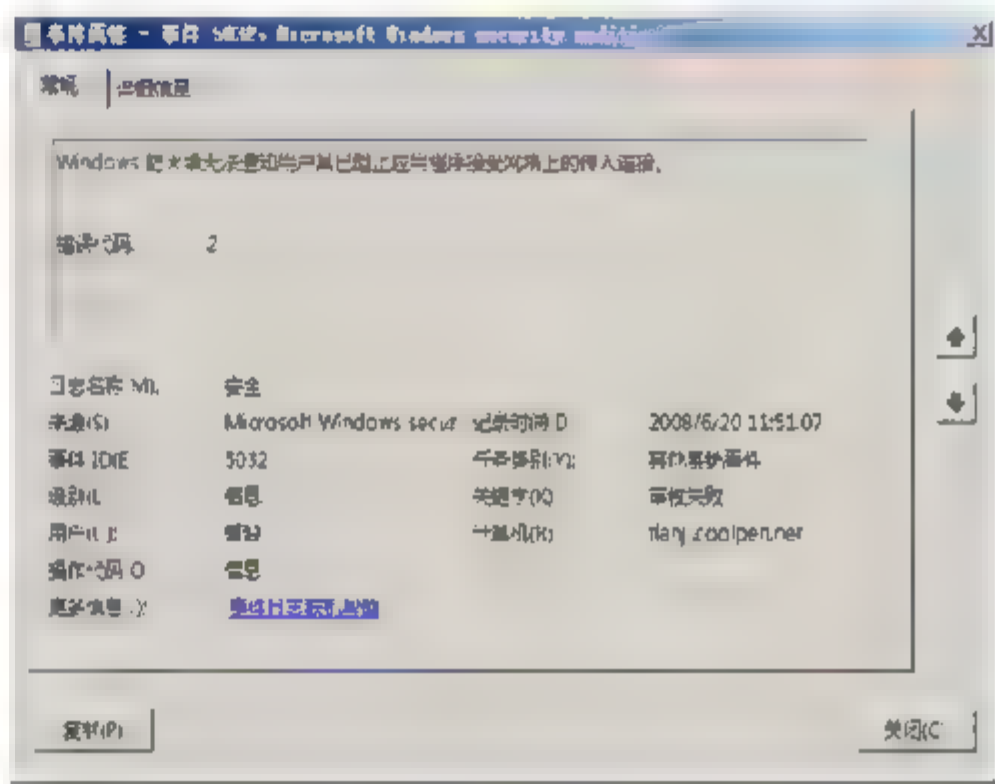 事件属性 - 事件 5032, Microsoft Windows security auditing
常规 详细信息
Windows 防火墙无法通知用户其已阻止应用程序接受网络上的传入连接。
错误代码: 2
日志名称(M): 安全
来源(S) Microsoft Windows secur 记录时间(D) 2008/6/20 11:51:07
事件 ID(E 5032 任务类别(Y): 其他系统事件
级别(L 信息 关键字(K) 审核失败
用户(U): 暂缺 计算机(R)
操作代码(O 信息
更多信息(I): 事件日志联机帮助
复制(P) 关闭(C